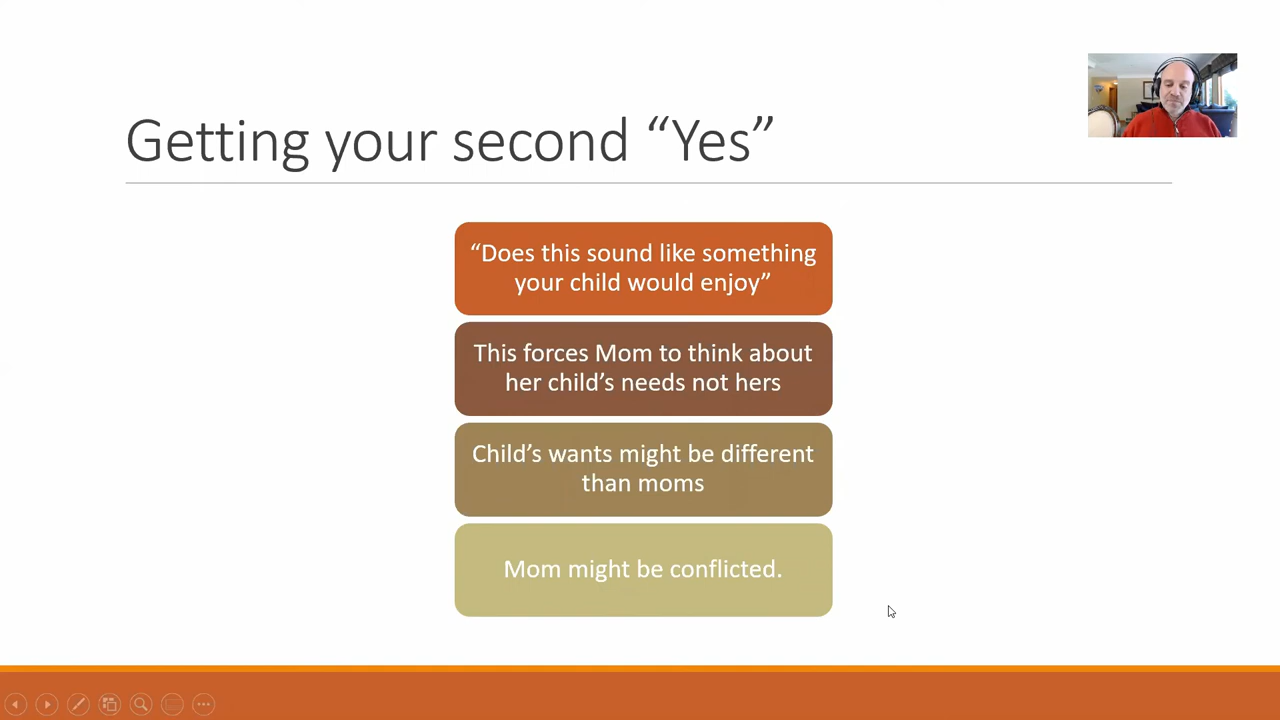 Getting your second “Yes”
“Does this sound like something
your child would enjoy”
This forces Mom to think about
her child’s needs not hers
Child’s wants might be different
than moms
Mom might be conflicted.